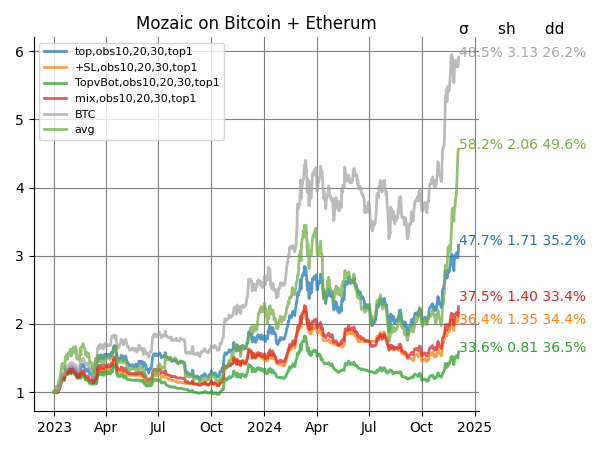 Mozaic on Bitcoin + Etherum
σ sh dd
top,obs10,20,30,top1
+SL,obs10,20,30,top1
TopvBot,obs10,20,30,top1
mix,obs10,20,30,top1
BTC
avg
48.5% 3.13 26.2%
58.2% 2.06 49.6%
47.7% 1.71 35.2%
37.5% 1.40 33.4%
36.4% 1.35 34.4%
33.6% 0.81 36.5%
6
5
4
3
2
1
2023 Apr Jul Oct 2024 Apr Jul Oct 2025